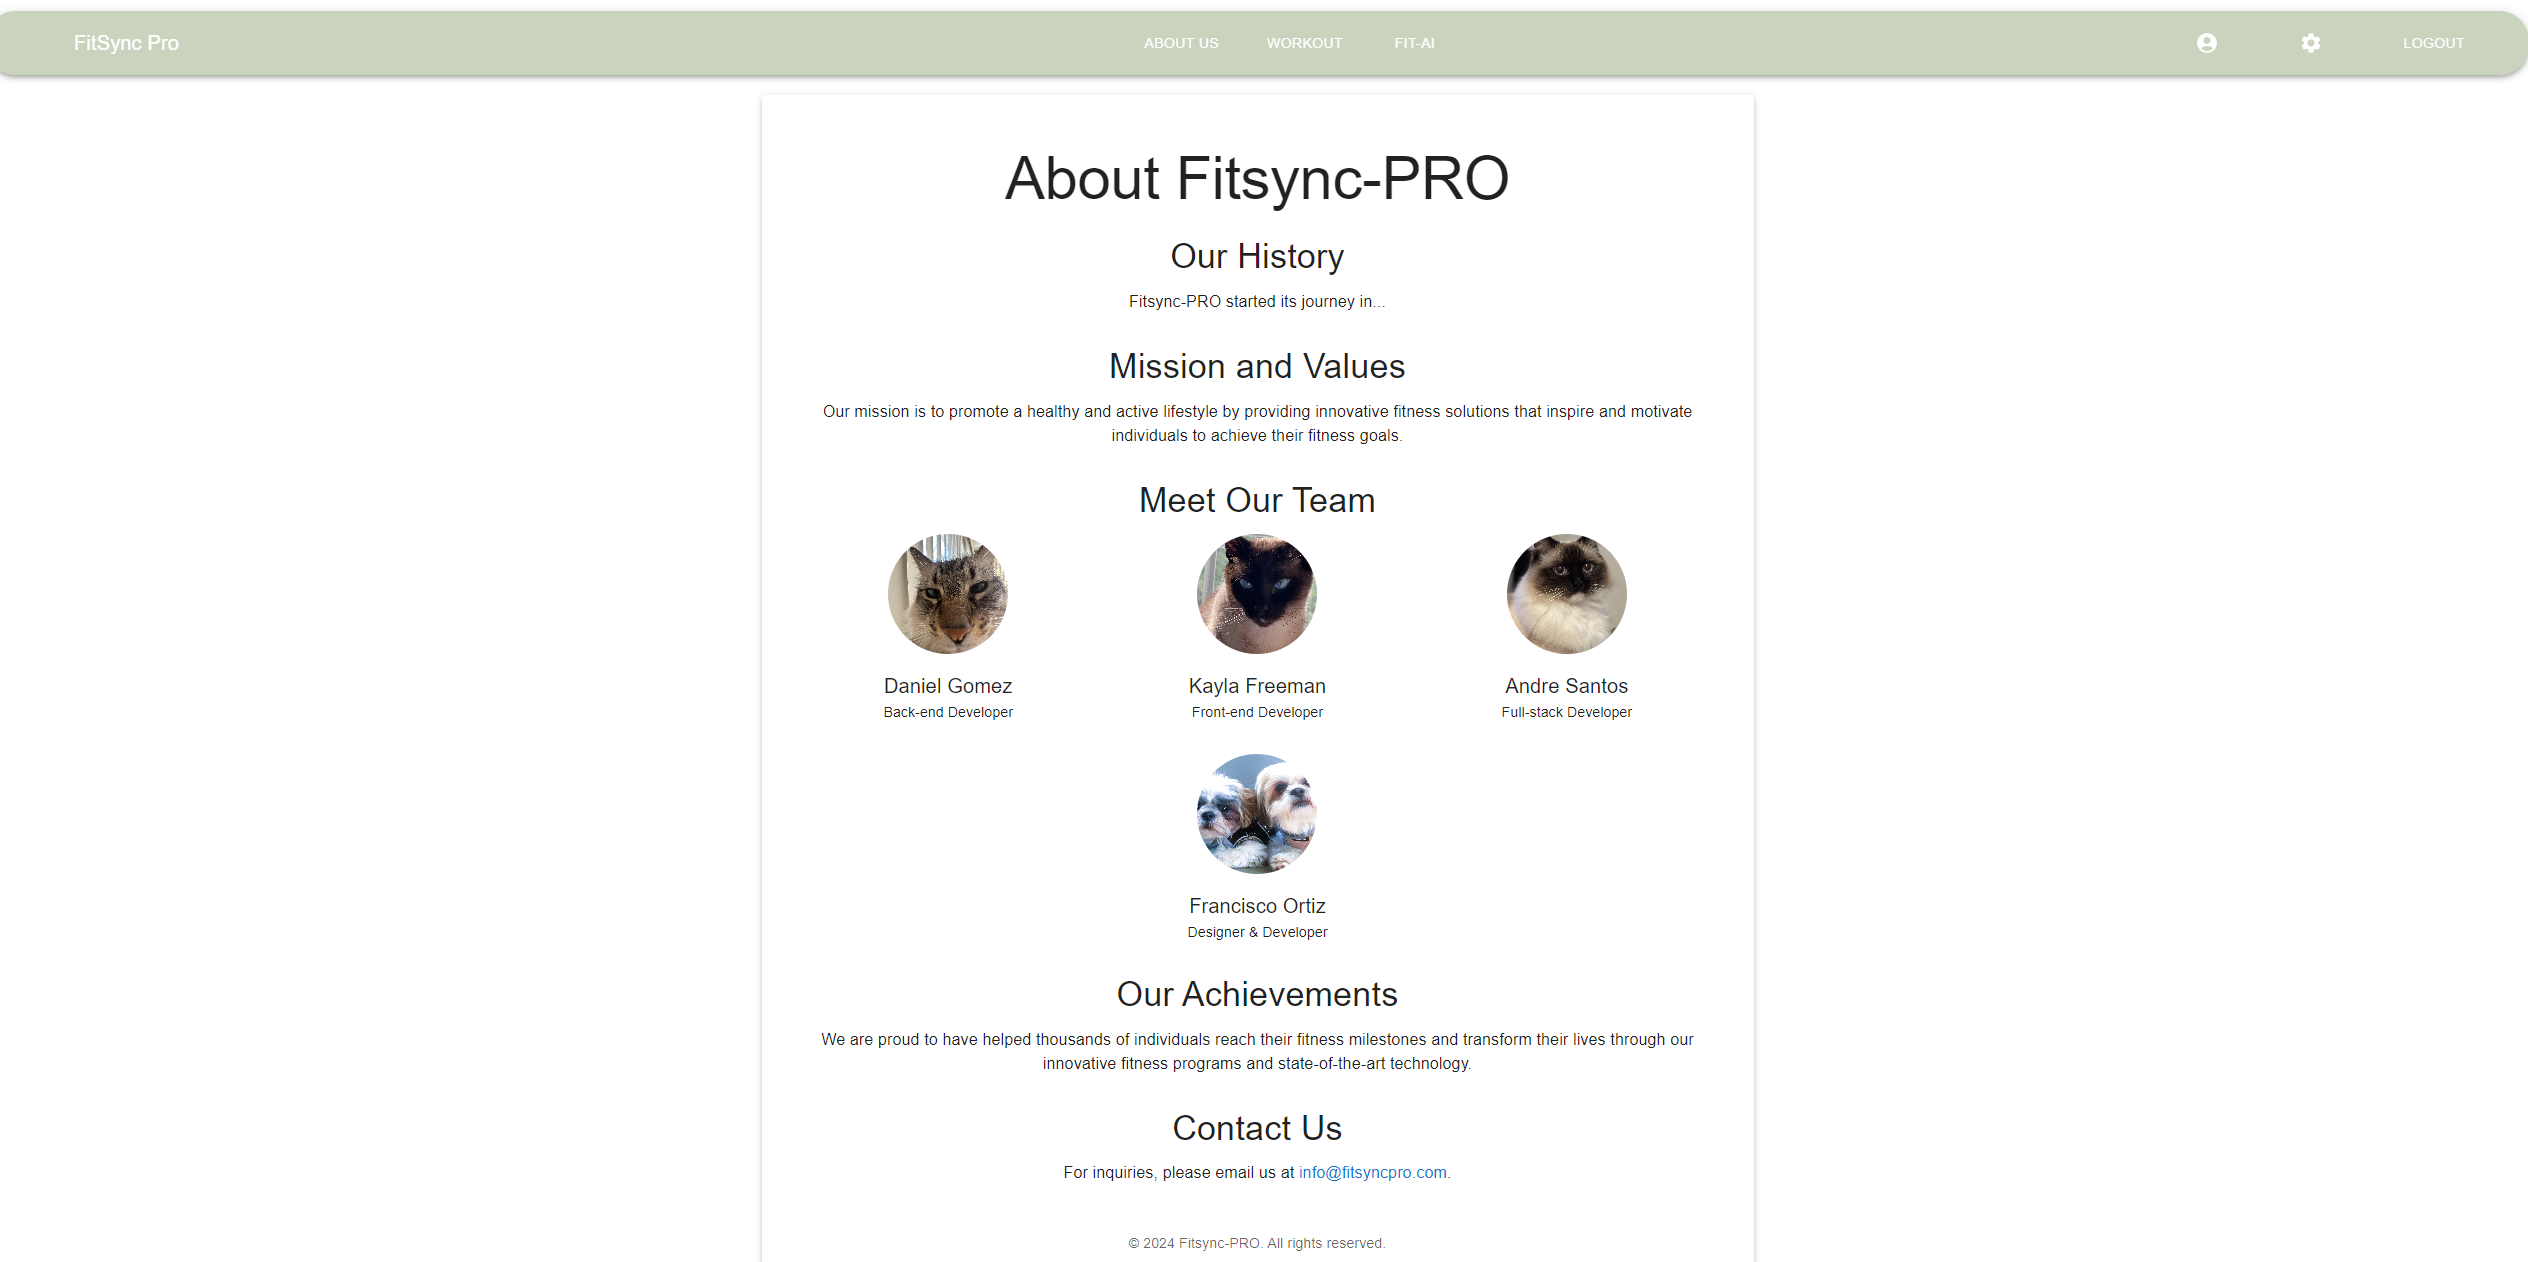 FitSync Pro
ABOUT US
WORKOUT
FIT-AI
LOGOUT
About Fitsync-PRO
Our History
Fitsync-PRO started its journey in...
Mission and Values
Our mission is to promote a healthy and active lifestyle by providing innovative fitness solutions that inspire and motivate
individuals to achieve their fitness goals.
Meet Our Team
Daniel Gomez
Back-end Developer
Kayla Freeman
Front-end Developer
Andre Santos
Full-stack Developer
Francisco Ortiz
Designer & Developer
Our Achievements
We are proud to have helped thousands of individuals reach their fitness milestones and transform their lives through our
innovative fitness programs and state-of-the-art technology.
Contact Us
For inquiries, please email us at info@fitsyncpro.com.
© 2024 Fitsync-PRO. All rights reserved.